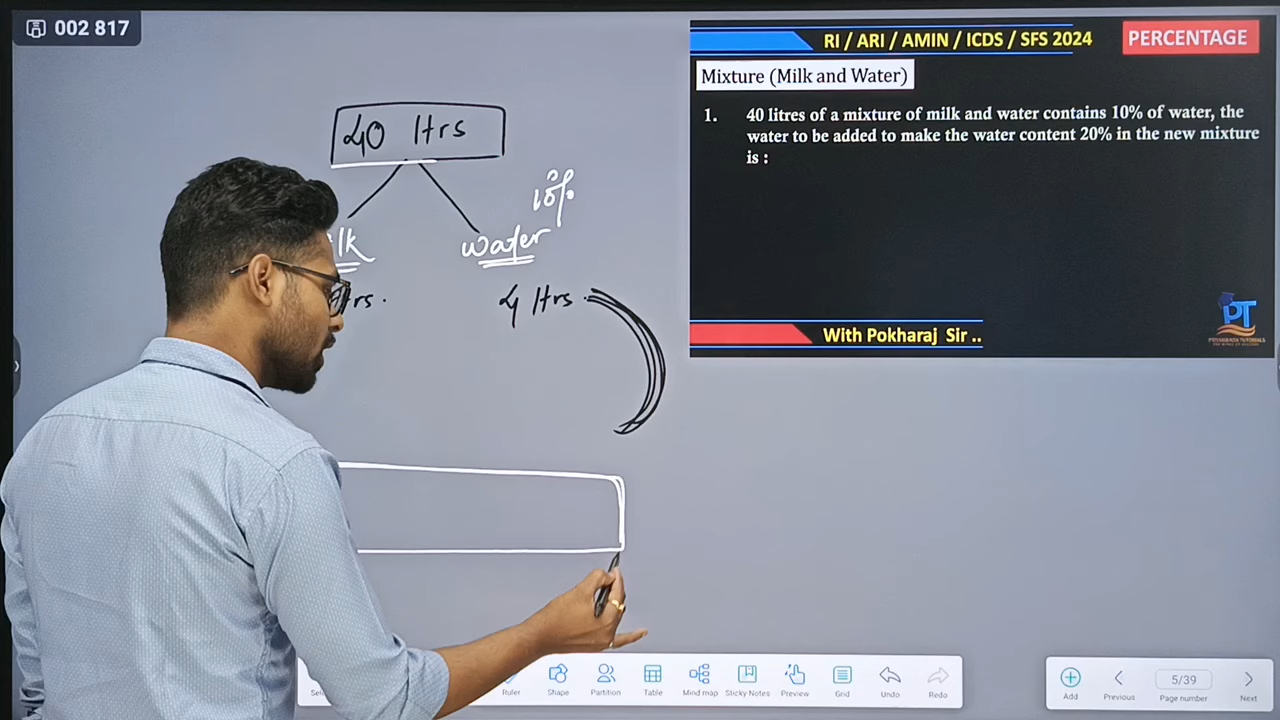 002 817
RI / ARI / AMIN / ICDS / SFS 2024
PERCENTAGE
Mixture (Milk and Water)
1. 40 litres of a mixture of milk and water contains 10% of water, the
water to be added to make the water content 20% in the new mixture
is :
With Pokharaj Sir ..
PT
40 ltrs
10%
water
4 ltrs
Ruler
Shape
Partition
Table
Mind map
Sticky Notes
Preview
Grid
Undo
Redo
Add
Previous
5/39
Page number
Next